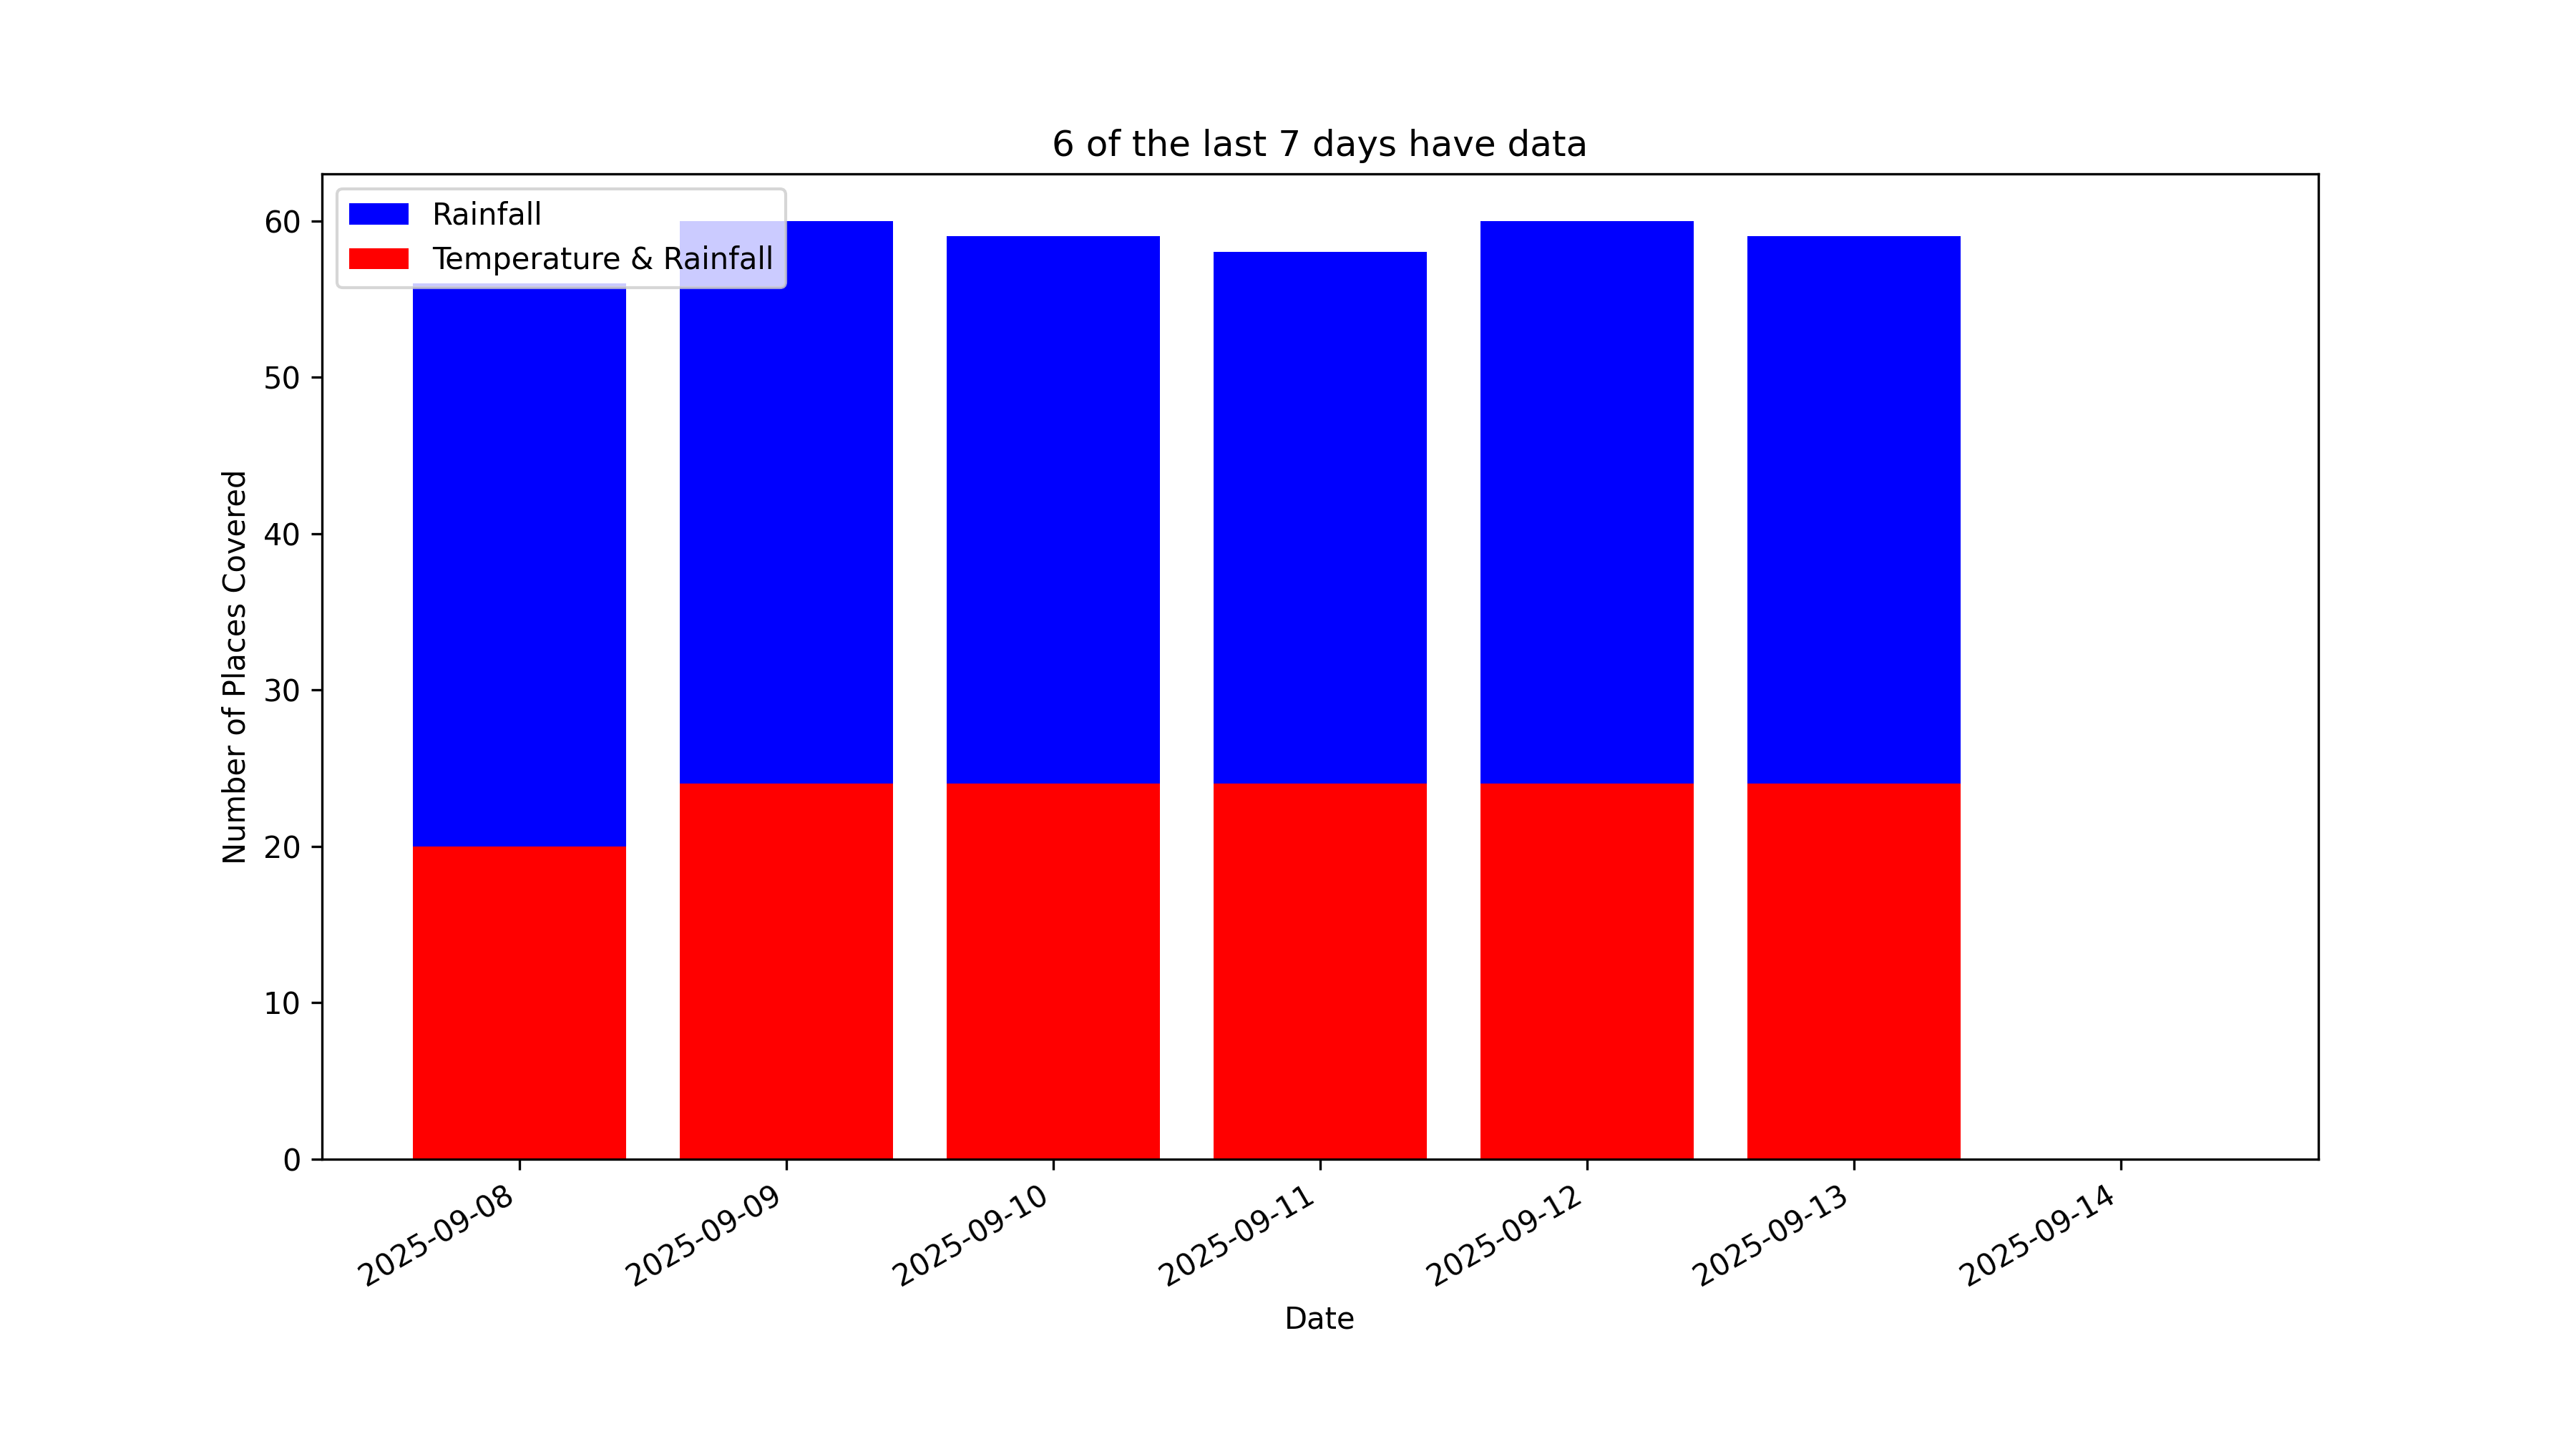 6 of the last 7 days have data
Rainfall
Temperature & Rainfall
Number of Places Covered
60
50
40
30
20
10
0
2025-09-08
2025-09-09
2025-09-10
2025-09-11
2025-09-12
2025-09-13
2025-09-14
Date